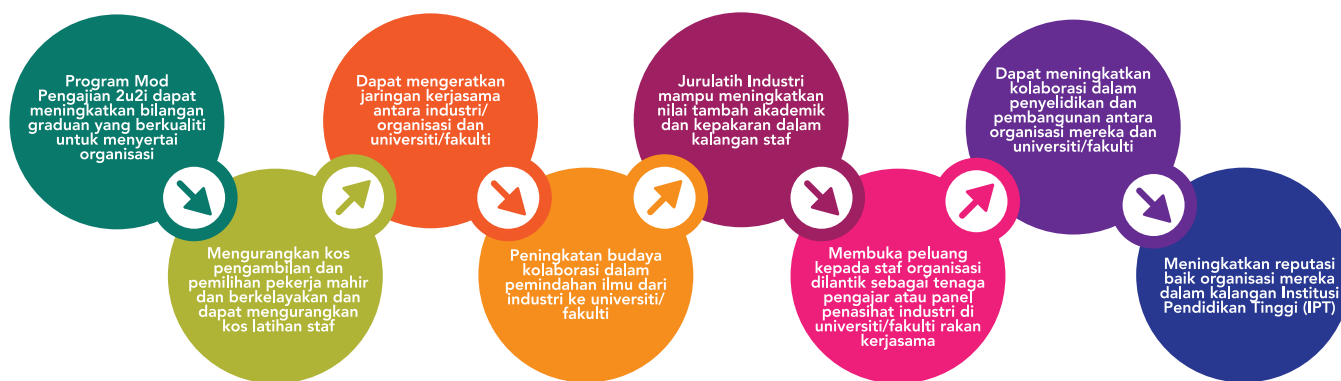 Program Mod
Pengajian 2u2i dapat
meningkatkan bilangan
graduan yang berkualiti
untuk menyertai
organisasi
Mengurangkan kos
pengambilan dan
pemilihan pekerja mahir
dan berkelayakan dan
dapat mengurangkan
kos latihan staf
Dapat mengeratkan
jaringan kerjasama
antara industri/
organisasi dan
universiti/fakulti
Peningkatan budaya
kolaborasi dalam
pemindahan ilmu dari
industri ke universiti/
fakulti
Jurulatih Industri
mampu meningkatkan
nilai tambah akademik
dan kepakaran dalam
kalangan staf
Membuka peluang
kepada staf organisasi
dilantik sebagai tenaga
pengajar atau panel
penasihat industri di
universiti/fakulti rakan
kerjasama
Dapat meningkatkan
kolaborasi dalam
penyelidikan dan
pembangunan antara
organisasi mereka dan
universiti/fakulti
Meningkatkan reputasi
baik organisasi mereka
dalam kalangan Institusi
Pendidikan Tinggi (IPT)